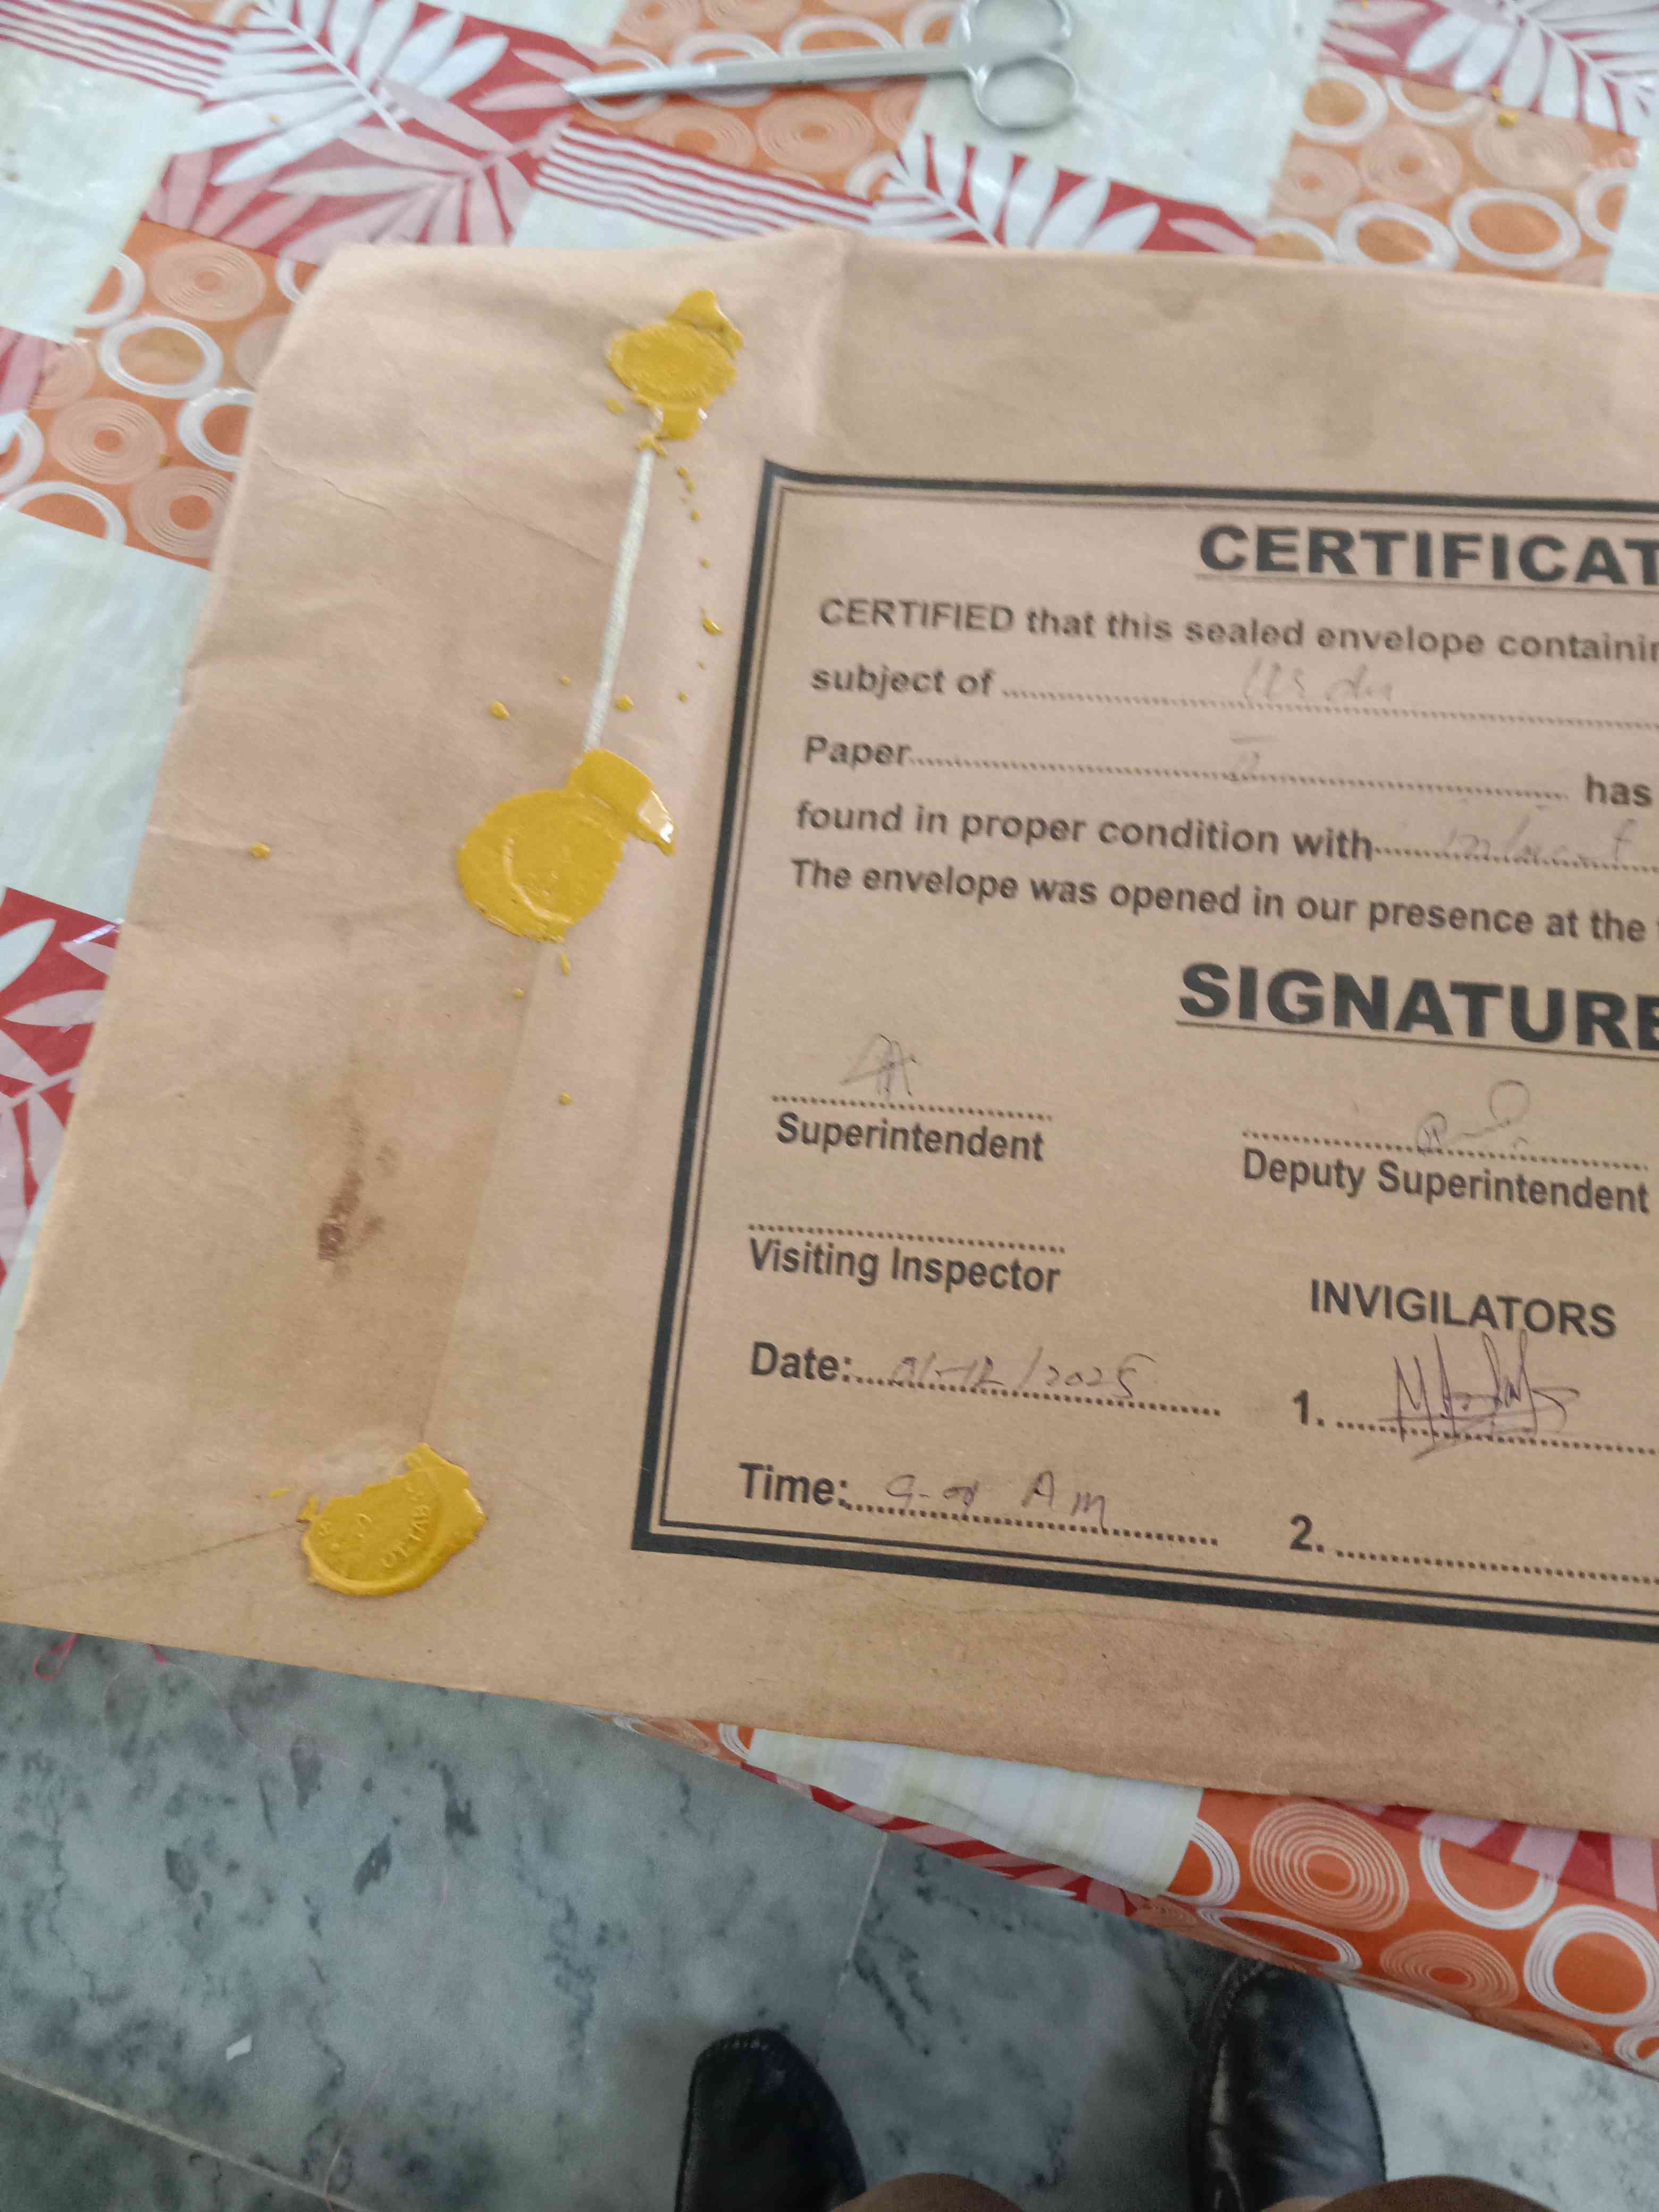 CERTIFICAT
CERTIFIED that this sealed envelope containin
subject of Urdu
Paper II has
found in proper condition with intact
The envelope was opened in our presence at the
SIGNATURE
Superintendent
Deputy Superintendent
Visiting Inspector
INVIGILATORS
Date: 01-12/2025
1.
Time: 9-01 Am
2.